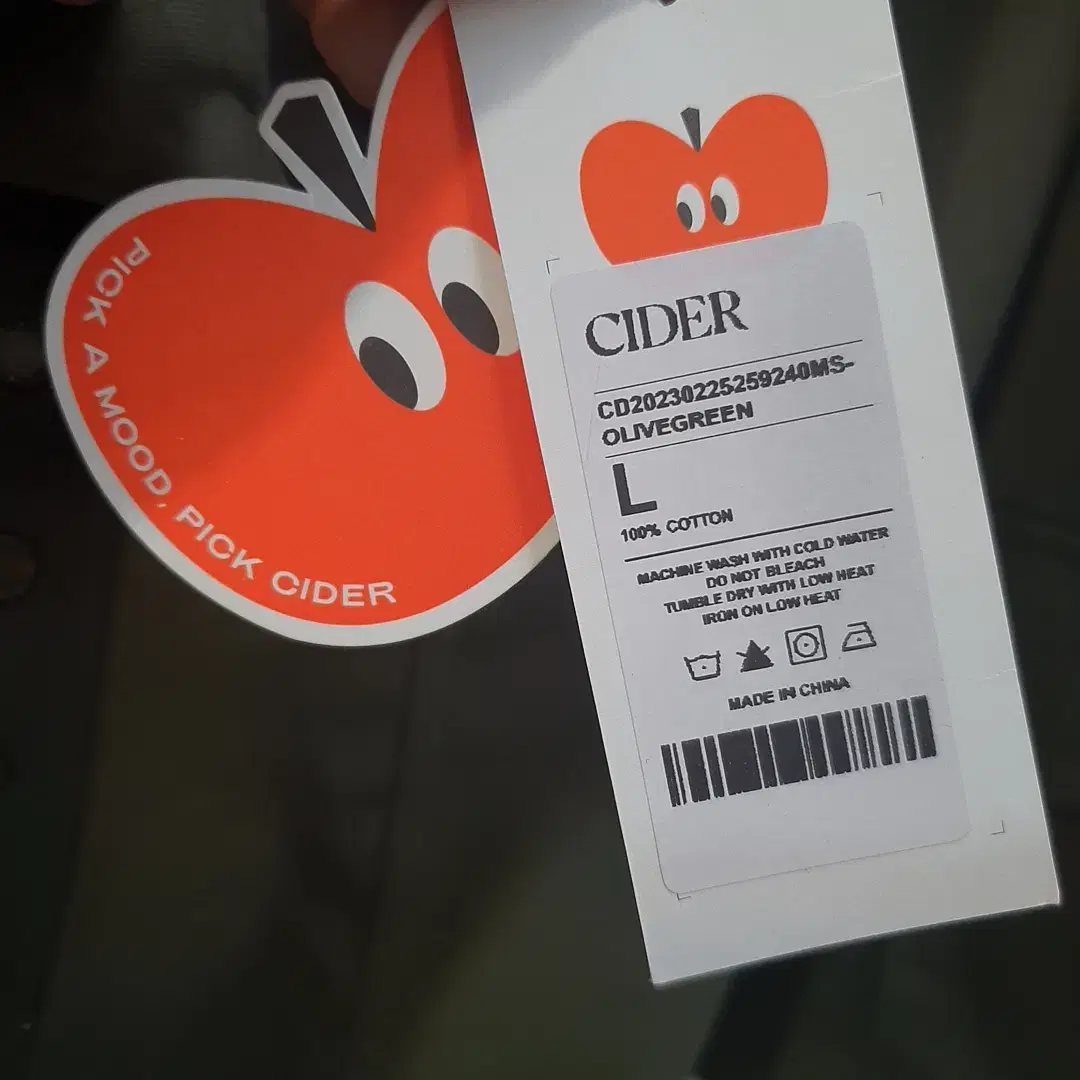 PICK A MOOD, PICK CIDER
CIDER
CD20230225259240MS-
OLIVEGREEN
L
100% COTTON
MACHINE WASH WITH COLD WATER
DO NOT BLEACH
TUMBLE DRY WITH LOW HEAT
IRON ON LOW HEAT
MADE IN CHINA